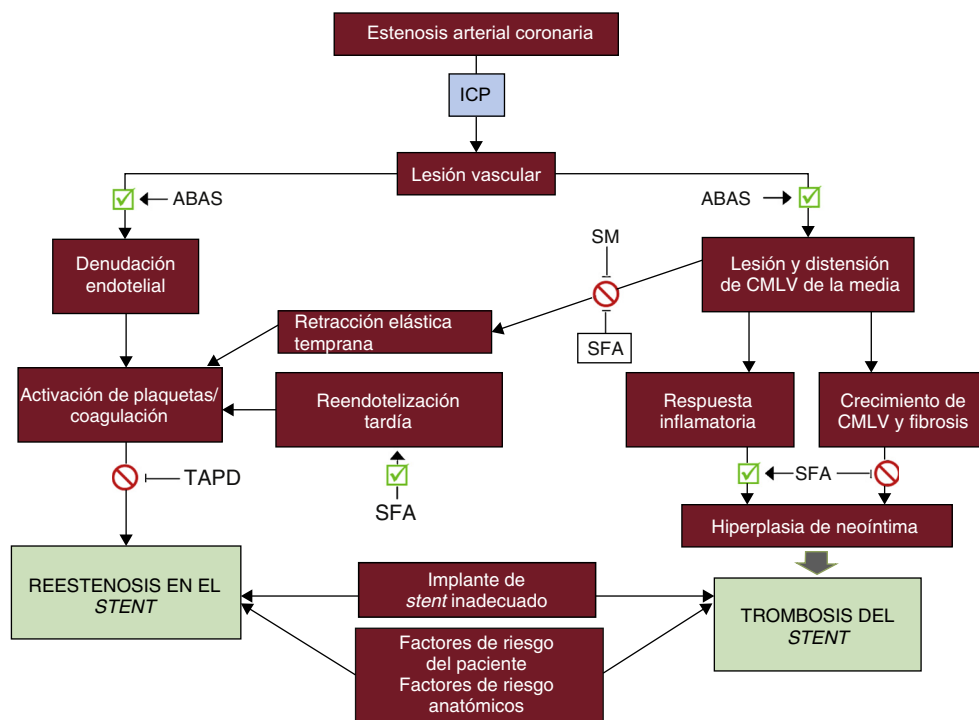 Estenosis arterial coronaria
ICP
Lesión vascular
ABAS
ABAS
Denudación
endotelial
SM
Lesión y distensión
de CMLV de la media
Retracción elástica
temprana
SFA
Activación de plaquetas/
coagulación
Reendotelización
tardía
Respuesta
inflamatoria
Crecimiento de
CMLV y fibrosis
TAPD
SFA
SFA
Hiperplasia de neoíntima
REESTENOSIS EN EL
STENT
Implante de
stent inadecuado
TROMBOSIS DEL
STENT
Factores de riesgo
del paciente
Factores de riesgo
anatómicos